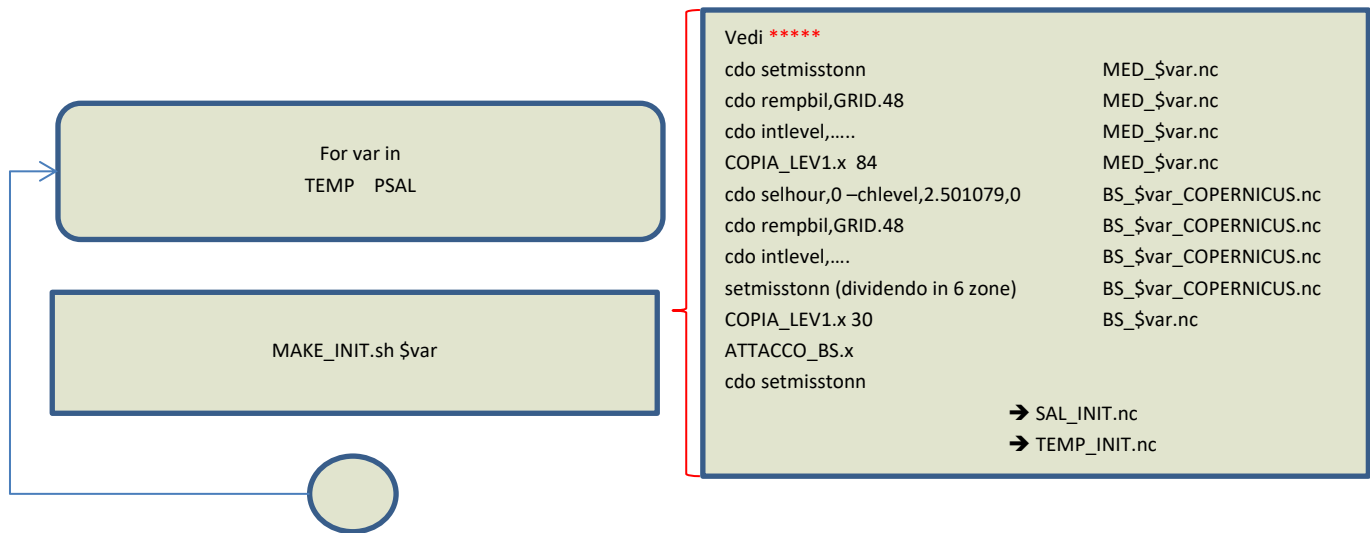 For var in
TEMP PSAL
MAKE_INIT.sh $var
Vedi *****
cdo setmisstonn MED_$var.nc
cdo rempbil,GRID.48 MED_$var.nc
cdo intlevel,..... MED_$var.nc
COPIA_LEV1.x 84 MED_$var.nc
cdo selhour,0 –chlevel,2.501079,0 BS_$var_COPERNICUS.nc
cdo rempbil,GRID.48 BS_$var_COPERNICUS.nc
cdo intlevel,.... BS_$var_COPERNICUS.nc
setmisstonn (dividendo in 6 zone) BS_$var_COPERNICUS.nc
COPIA_LEV1.x 30 BS_$var.nc
ATTACCO_BS.x
cdo setmisstonn
➔ SAL_INIT.nc
➔ TEMP_INIT.nc